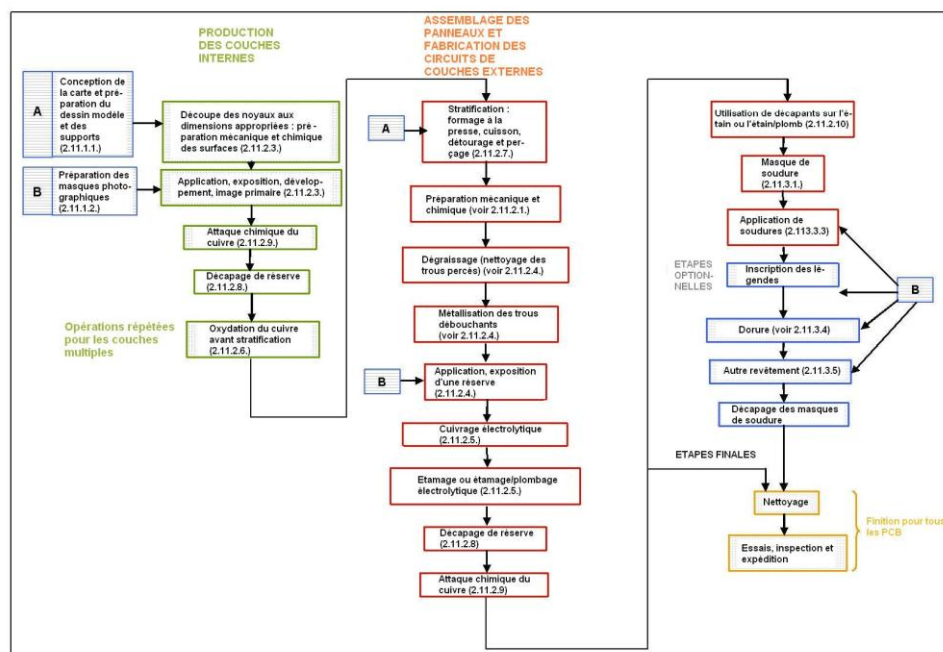 PRODUCTION
DES COUCHES
INTERNES
A
Conception de
la carte et pré-
paration du
dessin modèle
et des
supports
(2.11.1.1.)
Découpe des noyaux aux
dimensions appropriées : pré-
paration mécanique et chimique
des surfaces (2.11.2.3.)
B
Préparation des
masques photo-
graphiques
(2.11.1.2.)
Application, exposition, dévelop-
pement, image primaire (2.11.2.3.)
Attaque chimique du
cuivre (2.11.2.9.)
Décapage de réserve
(2.11.2.8.)
Opérations répétées
pour les couches
multiples
Oxydation du cuivre
avant stratification
(2.11.2.6.)
ASSEMBLAGE DES
PANNEAUX ET
FABRICATION DES
CIRCUITS DE
COUCHES EXTERNES
A
Stratification :
formage à la
presse, cuisson,
détourage et per-
çage (2.11.2.7.)
Préparation mécanique et
chimique (voir 2.11.2.1.)
Dégraissage (nettoyage des
trous percés) (voir 2.11.2.4.)
Métallisation des trous
débouchants
(voir 2.11.2.4.)
B
Application, exposition
d'une réserve
(2.11.2.4.)
Cuivrage électrolytique
(2.11.2.5.)
Etamage ou étamage/plombage
électrolytique (2.11.2.5.)
Décapage de réserve
(2.11.2.8)
Attaque chimique du
cuivre (2.11.2.9)
Utilisation de décapants sur l'é-
tain ou l'étain/plomb (2.11.2.10)
Masque de
soudure
(2.11.3.1.)
Application de
soudures (2.113.3.3)
ETAPES
OPTION-
NELLES
Inscription des lé-
gendes
B
Dorure (voir 2.11.3.4)
Autre revêtement (2.11.3.5)
Décapage des masques
de soudure
ETAPES FINALES
Nettoyage
Essais, inspection et
expédition
Finition pour tous
les PCB